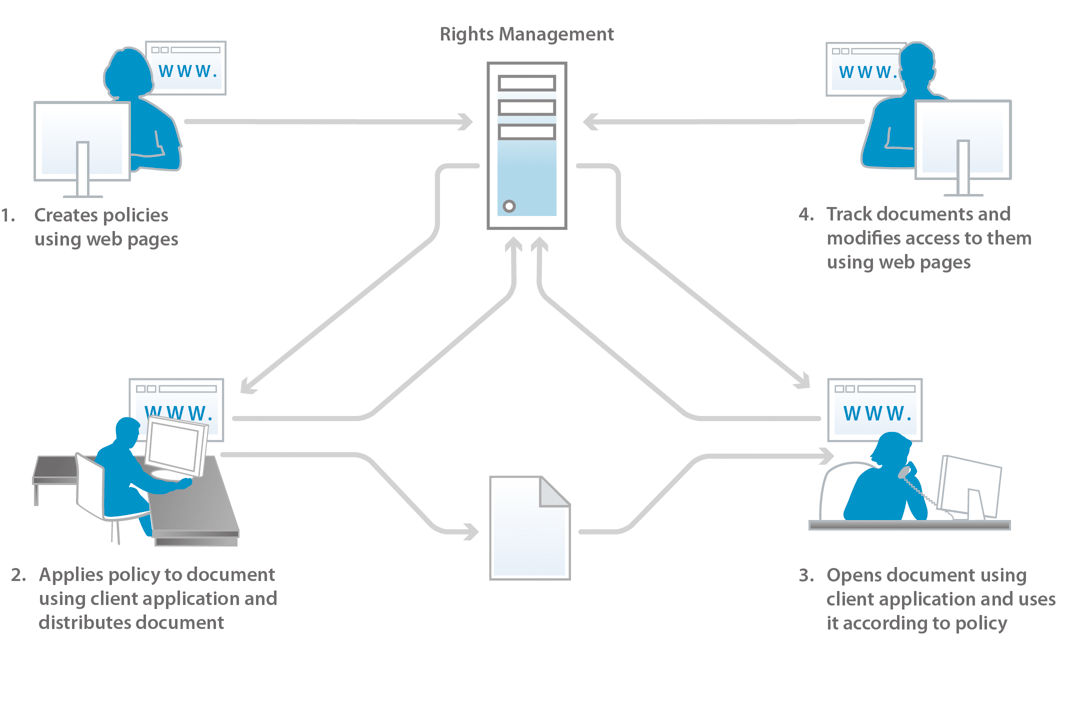 Rights Management
WWW.
WWW.
1. Creates policies
using web pages
4. Track documents and
modifies access to them
using web pages
WWW.
WWW.
2. Applies policy to document
using client application and
distributes document
3. Opens document using
client application and uses
it according to policy